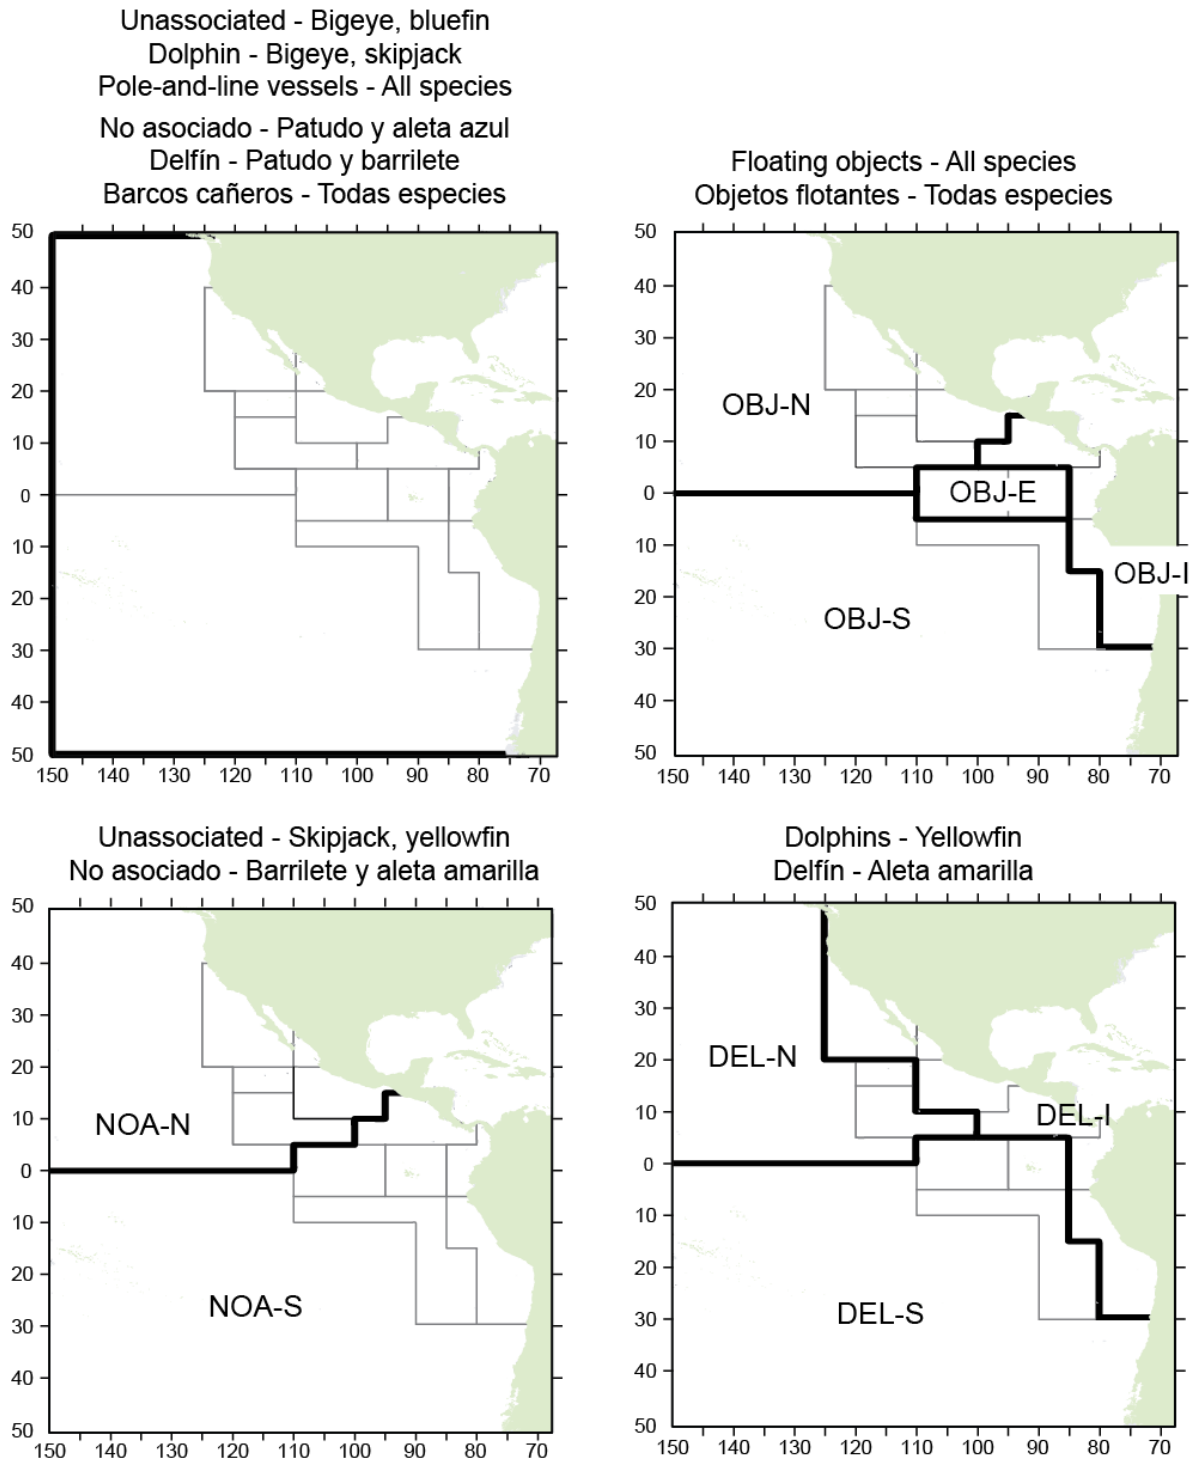 Unassociated - Bigeye, bluefin
Dolphin - Bigeye, skipjack
Pole-and-line vessels - All species
No asociado - Patudo y aleta azul
Delfín - Patudo y barrilete
Barcos cañeros - Todas especies
50
40
30
20
10
0
10
20
30
40
50
150 140 130 120 110 100 90 80 70
Floating objects - All species
Objetos flotantes - Todas especies
50
40
30
20
10
0
10
20
30
40
50
OBJ-N
OBJ-E
OBJ-I
OBJ-S
150 140 130 120 110 100 90 80 70
Unassociated - Skipjack, yellowfin
No asociado - Barrilete y aleta amarilla
50
40
30
20
10
0
10
20
30
40
50
NOA-N
NOA-S
150 140 130 120 110 100 90 80 70
Dolphins - Yellowfin
Delfín - Aleta amarilla
50
40
30
20
10
0
10
20
30
40
50
DEL-N
DEL-I
DEL-S
150 140 130 120 110 100 90 80 70